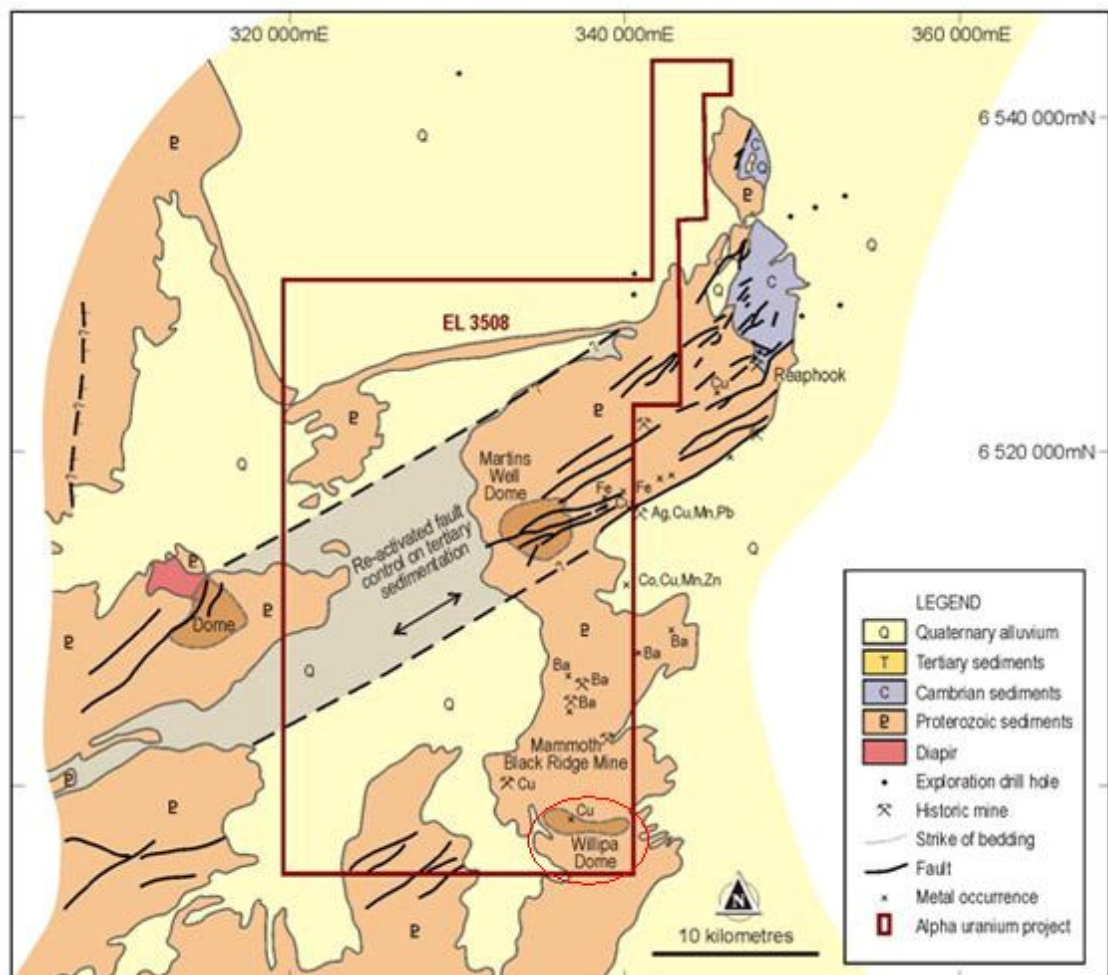 320 000mE
340 000mE
360 000mE
6 540 000mN
Q
C
Q
P
P
Q
C
Q
EL 3508
?
Cu
Reaphook
P
P
6 520 000mN
Q
Martins
Well
Dome
Fe
Fe
Cu
Ag,Cu,Mn,Pb
Re-activated fault
control on tertiary
sedimentation
Q
P
Dome
P
P
?
Co,Cu,Mn,Zn
P
Ba
Ba
Q
Ba
Ba
Ba
Q
Mammoth
Black Ridge Mine
Cu
P
P
Cu
Willipa
Dome
P
N
10 kilometres
LEGEND
Q Quaternary alluvium
T Tertiary sediments
C Cambrian sediments
P Proterozoic sediments
Diapir
Exploration drill hole
Historic mine
Strike of bedding
Fault
Metal occurrence
Alpha uranium project